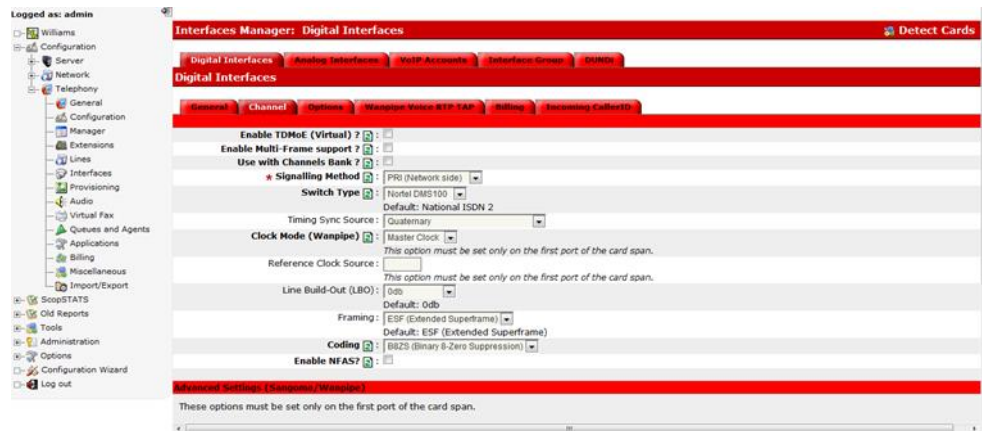 Logged as: admin
Williams
Configuration
Server
Network
Telephony
General
Configuration
Manager
Extensions
Lines
Interfaces
Provisioning
Audio
Virtual Fax
Queues and Agents
Applications
Billing
Miscellaneous
Import/Export
ScopSTATS
Old Reports
Tools
Administration
Options
Configuration Wizard
Log out
Interfaces Manager: Digital Interfaces Detect Cards
Digital Interfaces Analog Interfaces VoIP Accounts Interface Group DUNDi
Digital Interfaces
General Channel Options Wanpipe Voice RTP TAP Billing Incoming CallerID
Enable TDMoE (Virtual) ? :
Enable Multi-Frame support ? :
Use with Channels Bank ? :
* Signalling Method : PRI (Network side)
Switch Type : Nortel DMS100
Default: National ISDN 2
Timing Sync Source: Quaternary
Clock Mode (Wanpipe) : Master Clock
This option must be set only on the first port of the card span.
Reference Clock Source:
This option must be set only on the first port of the card span.
Line Build-Out (LBO): 0db
Default: 0db
Framing: ESF (Extended Superframe)
Default: ESF (Extended Superframe)
Coding : B8ZS (Binary 8-Zero Suppression)
Enable NFAS? :
Advanced Settings (Sangoma/Wanpipe)
These options must be set only on the first port of the card span.